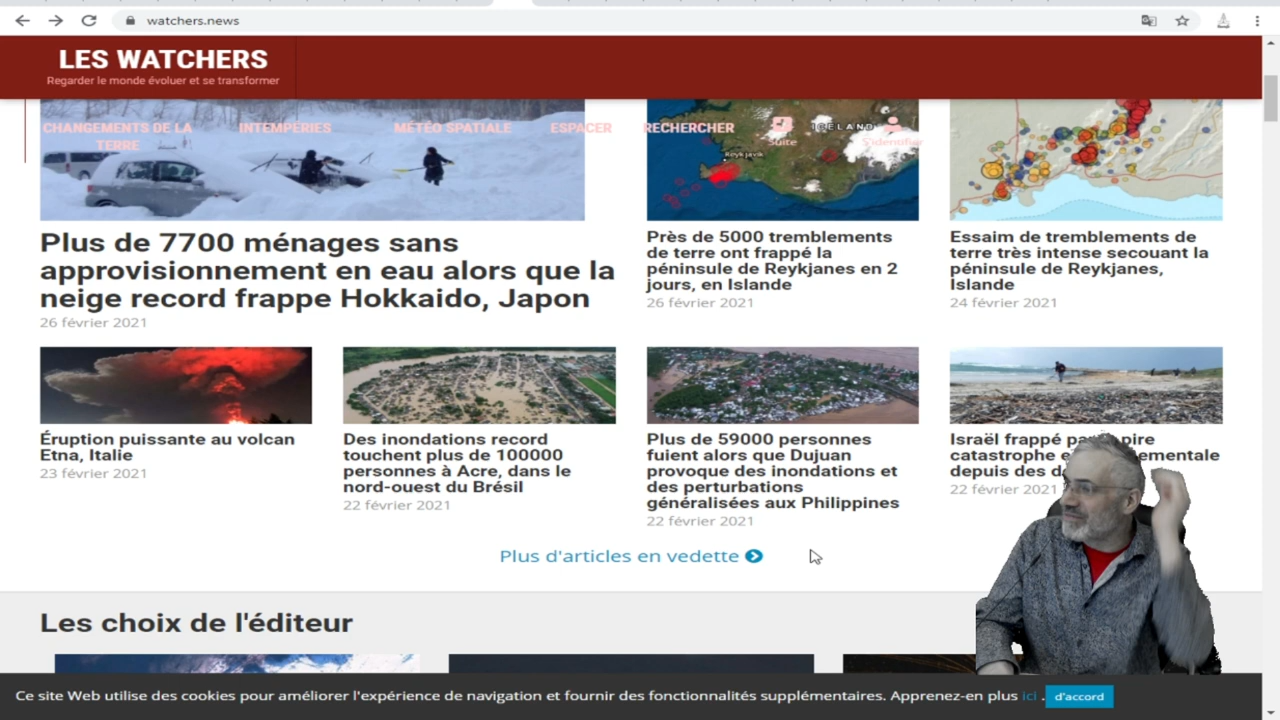 watchers.news
LES WATCHERS
Regarder le monde évoluer et se transformer
CHANGEMENTS DE LA
TERRE
INTEMPÉRIES
MÉTÉO SPATIALE
ESPACER
RECHERCHER
Suite
S'identifier
ICELAND
Reykjavik
Plus de 7700 ménages sans
approvisionnement en eau alors que la
neige record frappe Hokkaido, Japon
26 février 2021
Près de 5000 tremblements
de terre ont frappé la
péninsule de Reykjanes en 2
jours, en Islande
26 février 2021
Essaim de tremblements de
terre très intense secouant la
péninsule de Reykjanes,
Islande
24 février 2021
Éruption puissante au volcan
Etna, Italie
23 février 2021
Des inondations record
touchent plus de 100000
personnes à Acre, dans le
nord-ouest du Brésil
22 février 2021
Plus de 59000 personnes
fuient alors que Dujuan
provoque des inondations et
des perturbations
généralisées aux Philippines
22 février 2021
Israël frappé pire
catastrophe
depuis des
22 février 2021
Plus d'articles en vedette
Les choix de l'éditeur
Ce site Web utilise des cookies pour améliorer l'expérience de navigation et fournir des fonctionnalités supplémentaires. Apprenez-en plus ici . d'accord